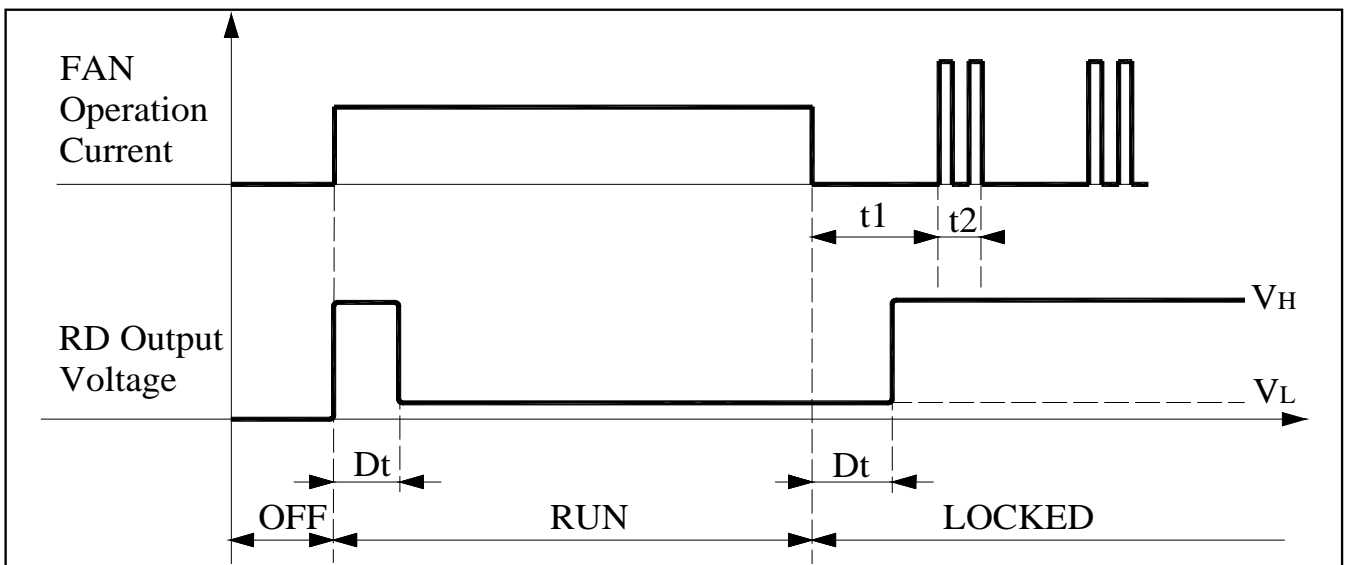 FAN
Operation
Current
t1
t2
RD Output
Voltage
VH
VL
Dt
Dt
OFF
RUN
LOCKED